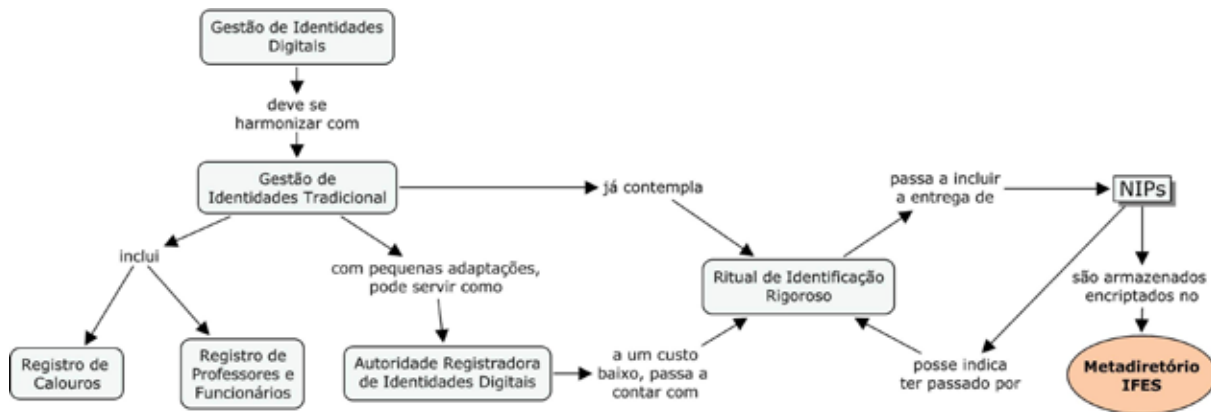 Gestão de Identidades
Digitais
deve se
harmonizar com
Gestão de
Identidades Tradicional
já contempla
passa a incluir
a entrega de
NIPs
inclui
com pequenas adaptações,
pode servir como
Ritual de Identificação
Rigoroso
são armazenados
encriptados no
Registro de
Calouros
Registro de
Professores e
Funcionários
Autoridade Registradora
de Identidades Digitais
a um custo
baixo, passa a
contar com
posse indica
ter passado por
Metadiretório
IFES